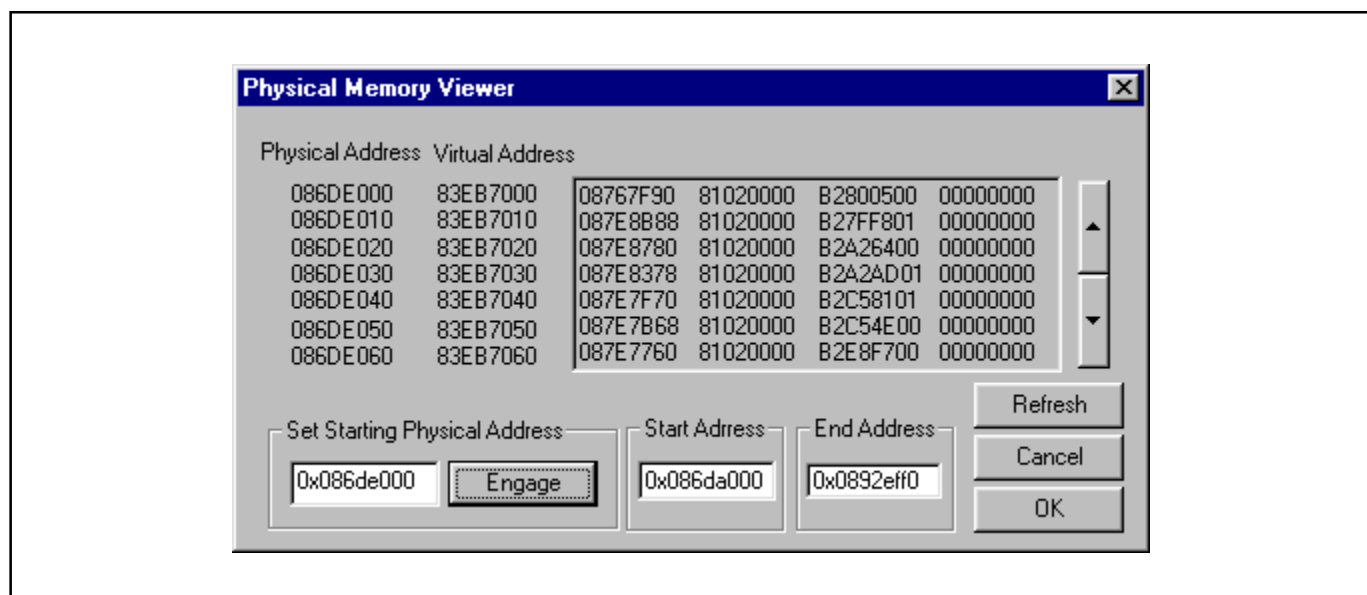 Physical Memory Viewer
Physical Address Virtual Address
086DE000 83EB7000 08767F90 81020000 B2800500 00000000
086DE010 83EB7010 087E8B88 81020000 B27FF801 00000000
086DE020 83EB7020 087E8780 81020000 B2A26400 00000000
086DE030 83EB7030 087E8378 81020000 B2A2AD01 00000000
086DE040 83EB7040 087E7F70 81020000 B2C58101 00000000
086DE050 83EB7050 087E7B68 81020000 B2C54E00 00000000
086DE060 83EB7060 087E7760 81020000 B2E8F700 00000000
Set Starting Physical Address
0x086de000 Engage
Start Adrress
0x086da000
End Address
0x0892eff0
Refresh
Cancel
OK